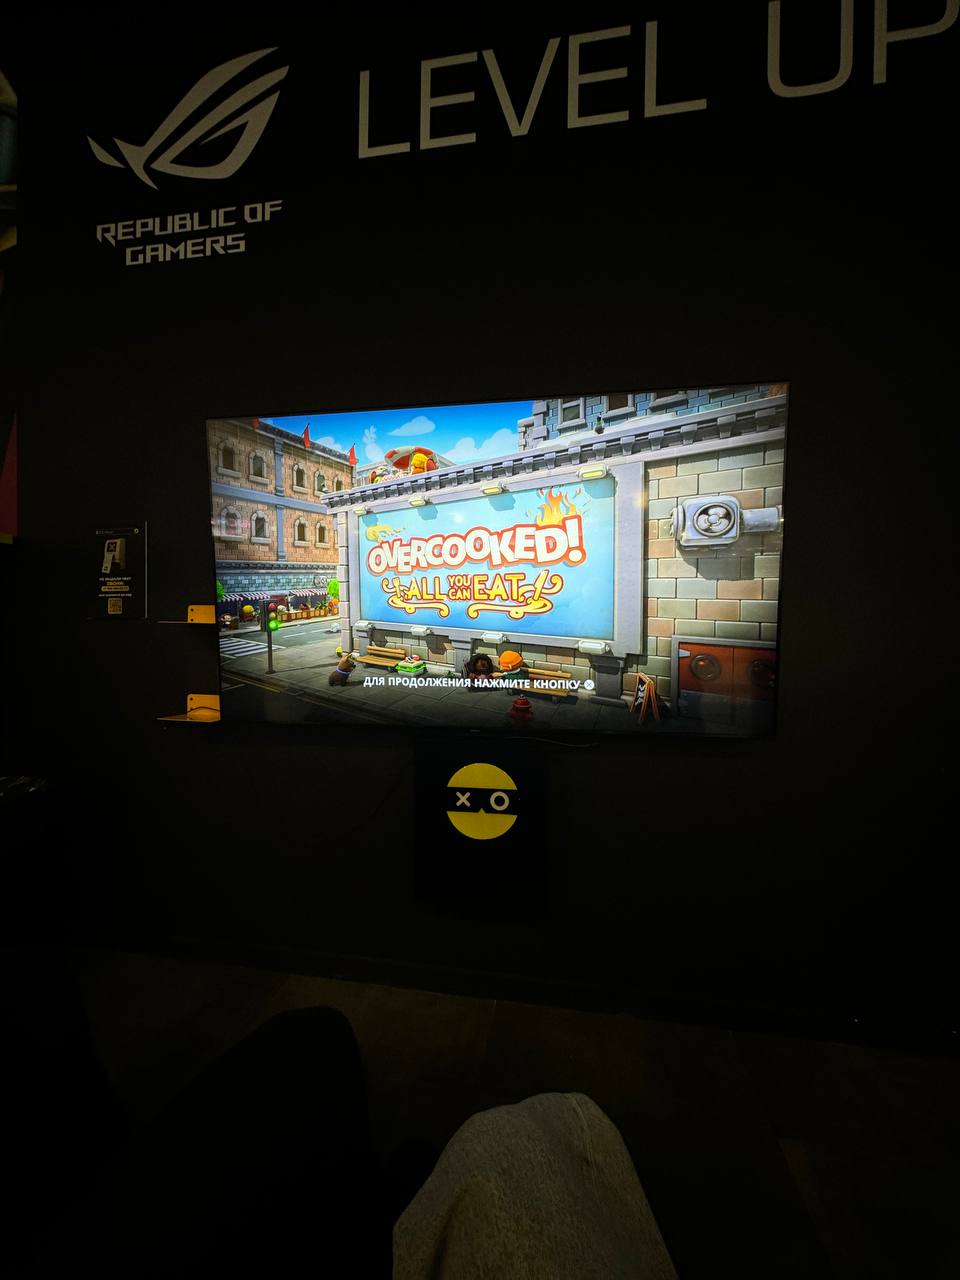 LEVEL UP
REPUBLIC OF
GAMERS
OVERCOOKED!
ALL YOU CAN EAT
ДЛЯ ПРОДОЛЖЕНИЯ НАЖМИТЕ КНОПКУ